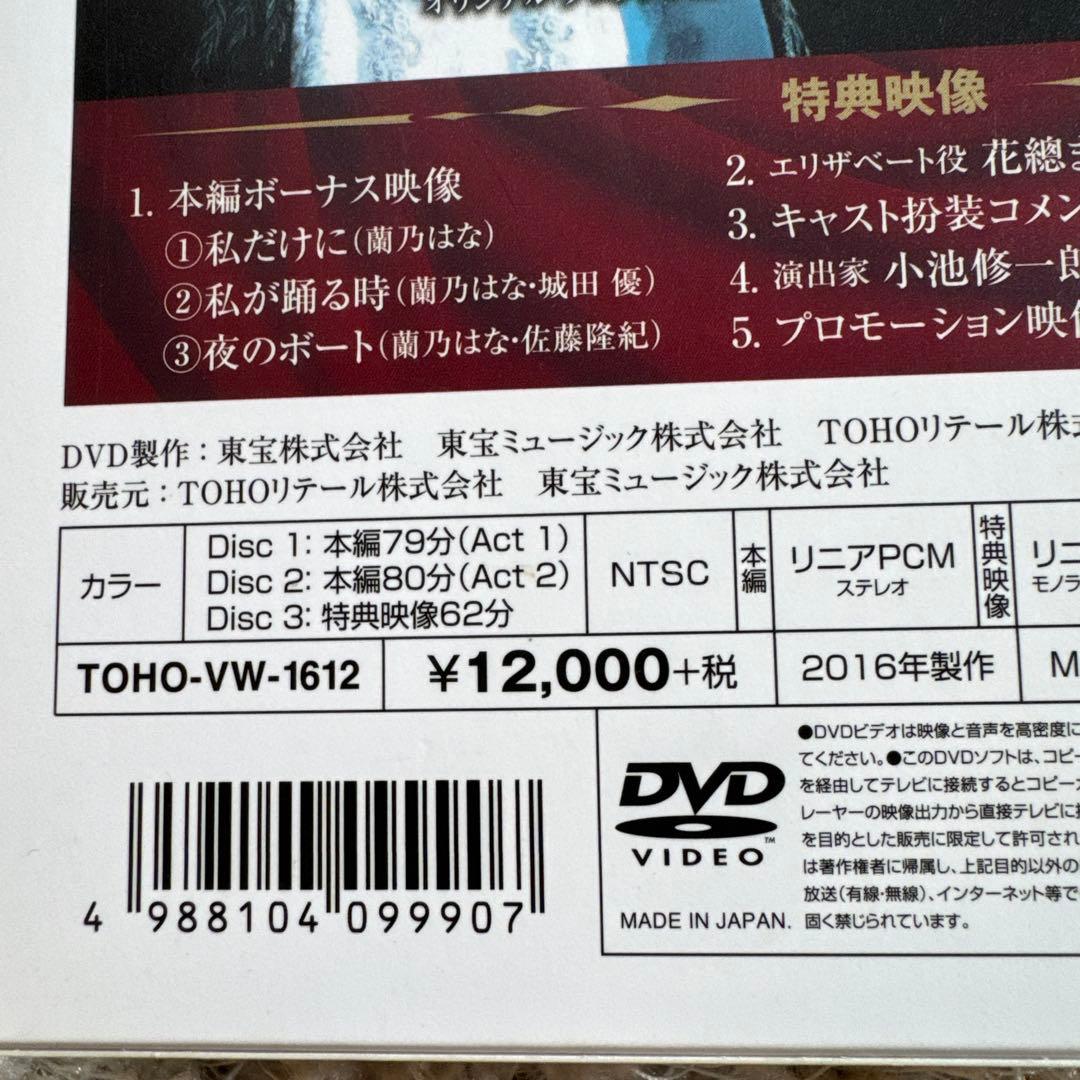 特典映像
1. 本編ボーナス映像
①私だけに(蘭乃はな)
②私が踊る時(蘭乃はな・城田 優)
③夜のボート(蘭乃はな・佐藤隆紀)
2. エリザベート役 花總
3. キャスト扮装コメン
4. 演出家 小池修一郎
5. プロモーション映像
DVD製作：東宝株式会社 東宝ミュージック株式会社 TOHOリテール株式
販売元：TOHOリテール株式会社 東宝ミュージック株式会社
カラー
Disc 1: 本編79分(Act 1)
Disc 2: 本編80分(Act 2)
Disc 3: 特典映像62分
NTSC
本編
リニアPCM
ステレオ
特典映像
リニ
モノラ
TOHO-VW-1612
¥12,000+税
2016年製作
M
DVD
VIDEO
TM
MADE IN JAPAN.
●DVDビデオは映像と音声を高密度に
てください。●このDVDソフトは、コピー
を経由してテレビに接続するとコピーガ
レーヤーの映像出力から直接テレビに接
を目的とした販売に限定して許可され
は著作権者に帰属し、上記目的以外の
放送(有線・無線)、インターネット等で
固く禁じられています。
4 988104 099907